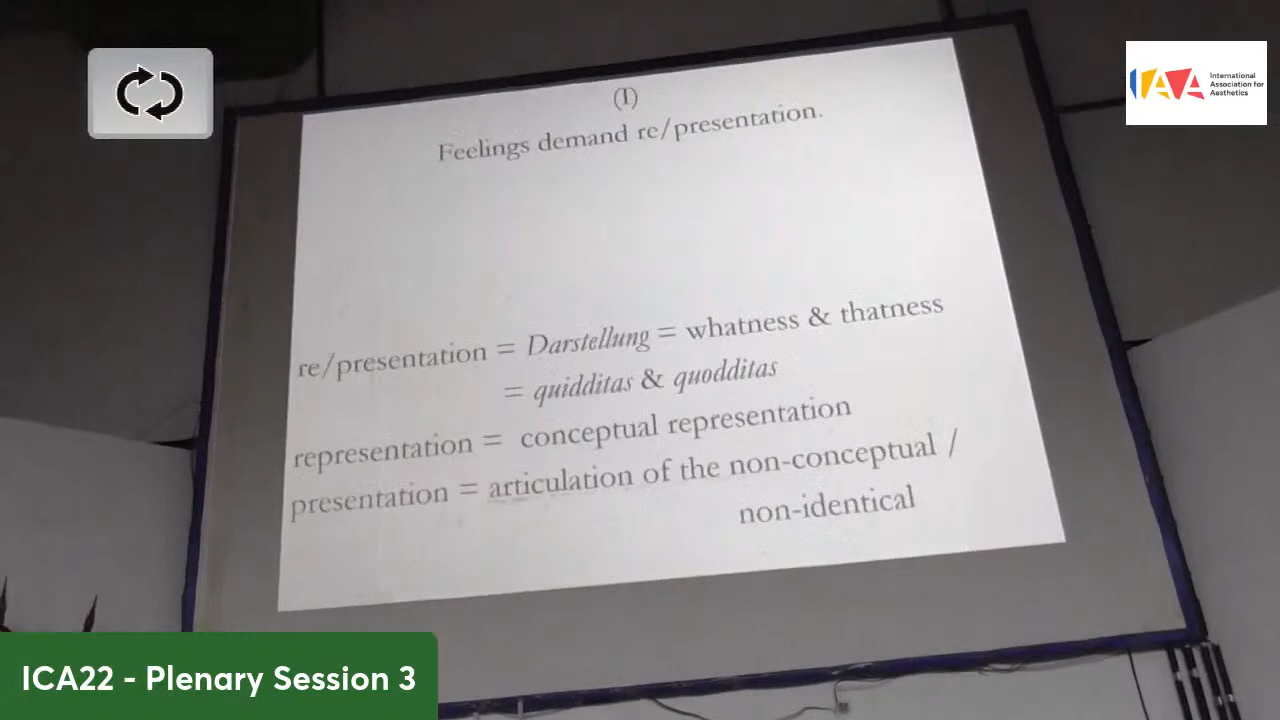 (I)
Feelings demand re/presentation.
re/presentation = Darstellung = whatness & thatness
= quidditas & quodditas
representation = conceptual representation
presentation = articulation of the non-conceptual /
non-identical
International
Association for
Aesthetics
ICA22 - Plenary Session 3